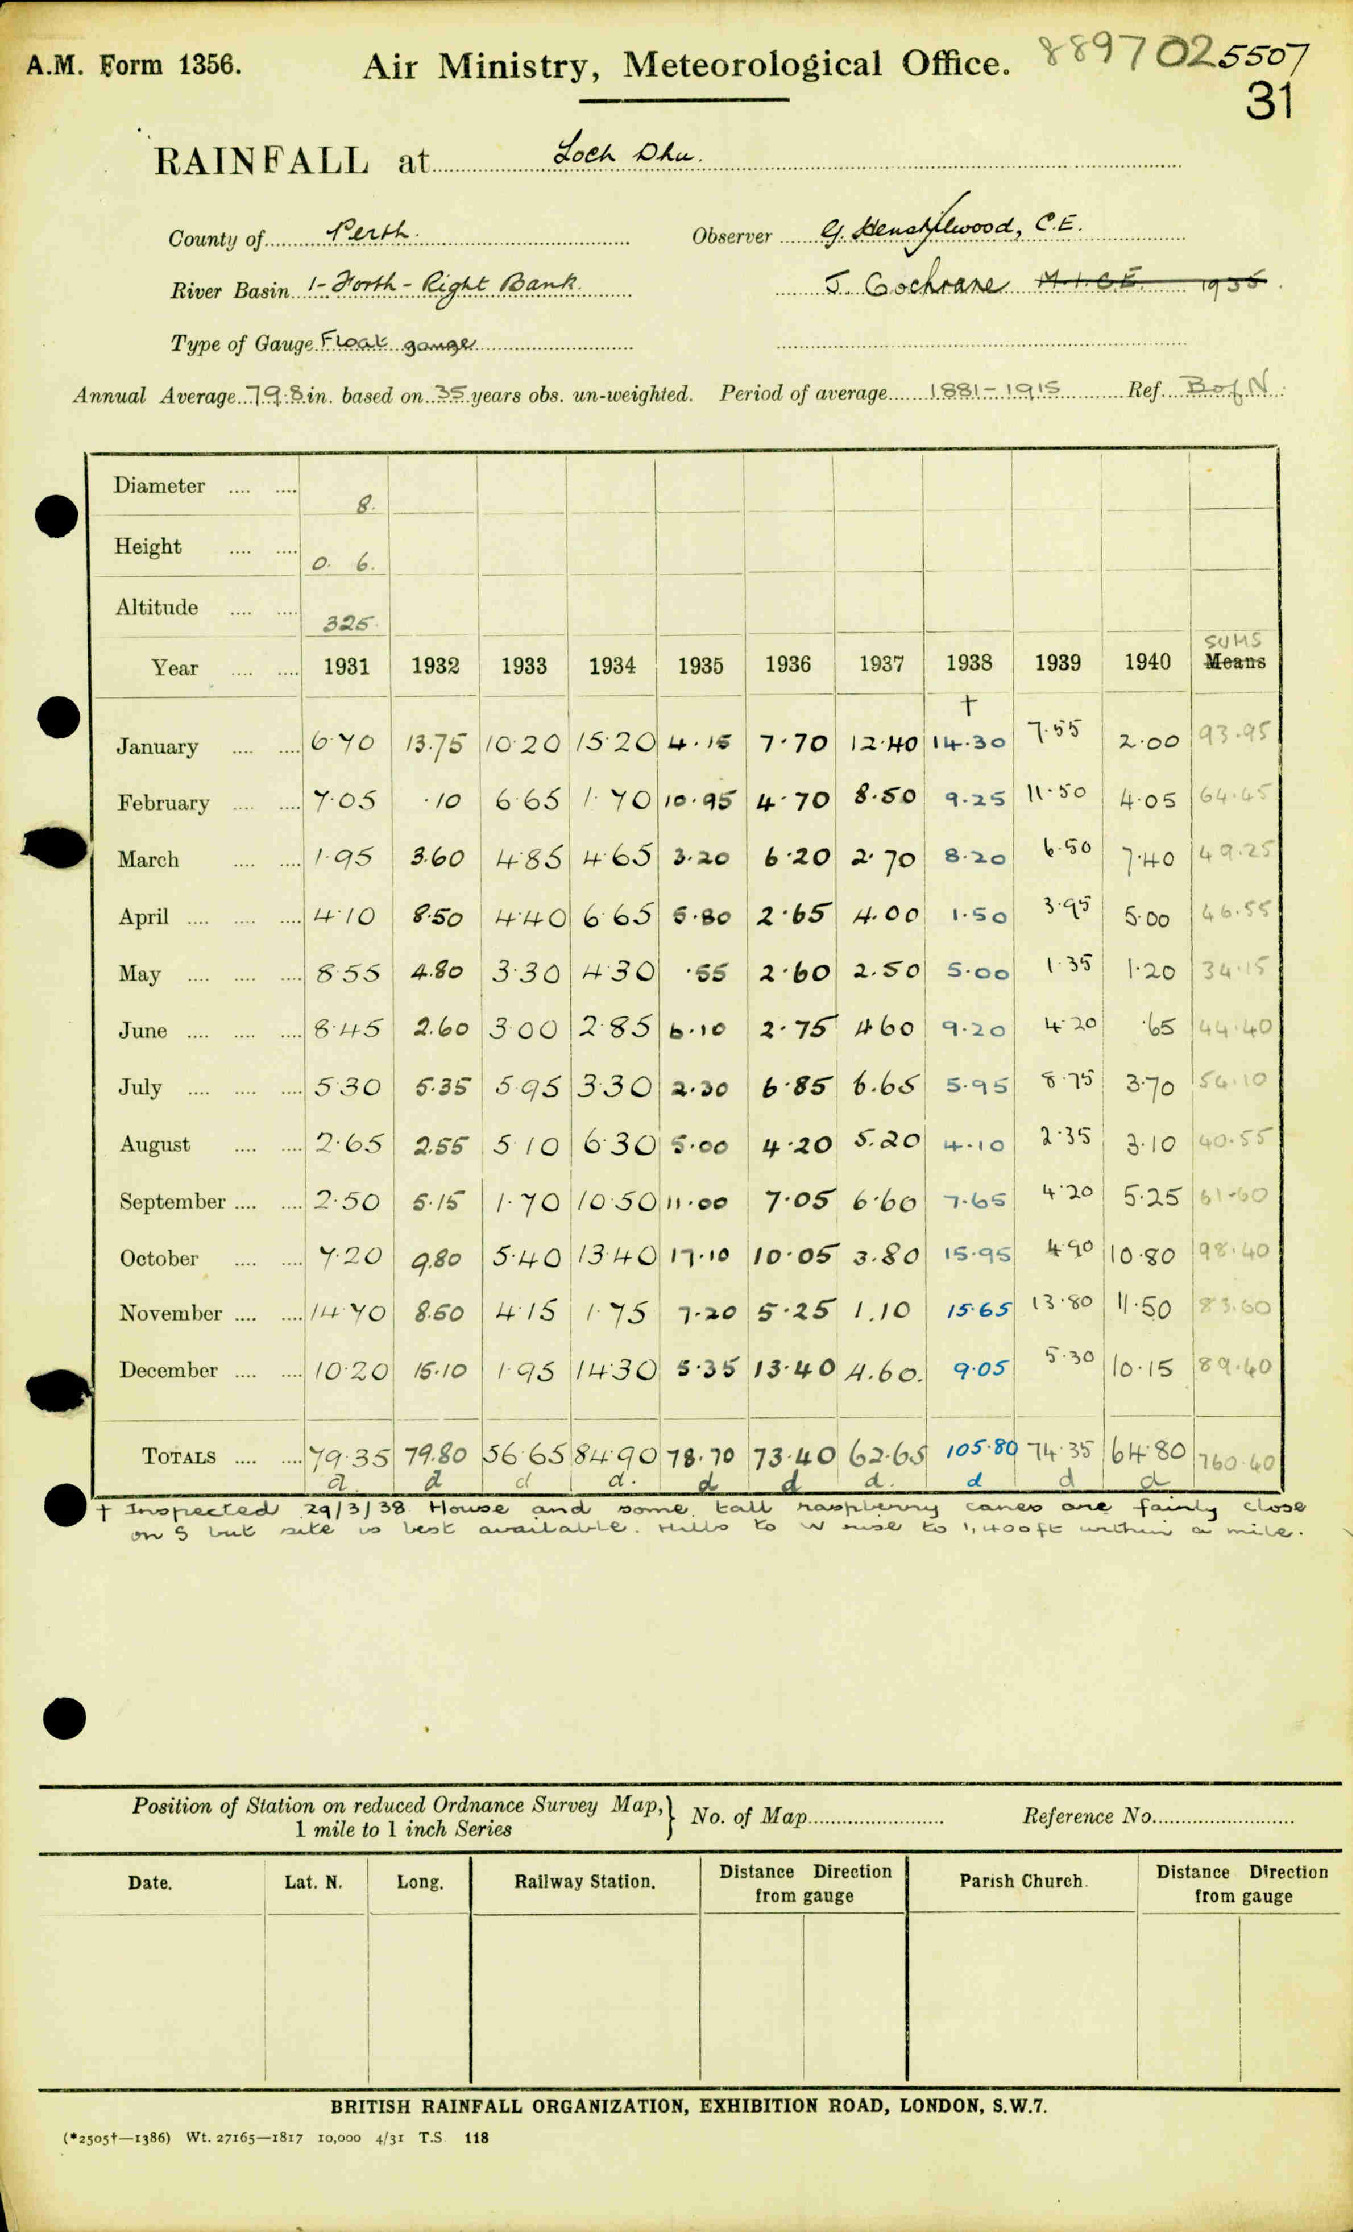 A.M. Form 1356. Air Ministry, Meteorological Office. 889702 5507
31
RAINFALL at Loch Dhu.
County of Perth. Observer G. Henshilwood, C.E.
River Basin 1-Forth-Right Bank. J. Cochrane M.I.C.E. 1935.
Type of Gauge Float gauge
Annual Average 79.8 in. based on 35 years obs. un-weighted. Period of average 1881-1915 Ref. B of N.
Diameter 8.
Height 0. 6.
Altitude 325.
SUMS
Year 1931 1932 1933 1934 1935 1936 1937 1938 1939 1940 Means
†
January 6.70 13.75 10.20 15.20 4.15 7.70 12.40 14.30 7.55 2.00 93.95
February 7.05 .10 6.65 1.70 10.95 4.70 8.50 9.25 11.50 4.05 64.45
March 1.95 3.60 4.85 4.65 3.20 6.20 2.70 8.20 6.50 7.40 49.25
April 4.10 8.50 4.40 6.65 5.80 2.65 4.00 1.50 3.95 5.00 46.55
May 8.55 4.80 3.30 4.30 .55 2.60 2.50 5.00 1.35 1.20 34.15
June 8.45 2.60 3.00 2.85 6.10 2.75 4.60 9.20 4.20 .65 44.40
July 5.30 5.35 5.95 3.30 2.30 6.85 6.65 5.95 8.75 3.70 54.10
August 2.65 2.55 5.10 6.30 5.00 4.20 5.20 4.10 2.35 3.10 40.55
September 2.50 5.15 1.70 10.50 11.00 7.05 6.60 7.65 4.20 5.25 61.60
October 7.20 9.80 5.40 13.40 17.10 10.05 3.80 15.95 4.90 10.80 98.40
November 14.70 8.50 4.15 1.75 7.20 5.25 1.10 15.65 13.80 11.50 83.60
December 10.20 15.10 1.95 14.30 5.35 13.40 4.60. 9.05 5.30 10.15 89.40
TOTALS 79.35 79.80 56.65 84.90 78.70 73.40 62.65 105.80 74.35 64.80 760.40
d. d d d. d d d. d d d
† Inspected 29/3/38 House and some tall raspberry canes are fairly close
on S but site is best available. Hills to W rise to 1,400ft within a mile.
Position of Station on reduced Ordnance Survey Map, } No. of Map Reference No.
1 mile to 1 inch Series
Date. Lat. N. Long. Railway Station. Distance Direction from gauge Parish Church. Distance Direction from gauge
BRITISH RAINFALL ORGANIZATION, EXHIBITION ROAD, LONDON, S.W.7.
(*2505†—1386) Wt. 27165—1817 10,000 4/31 T.S. 118